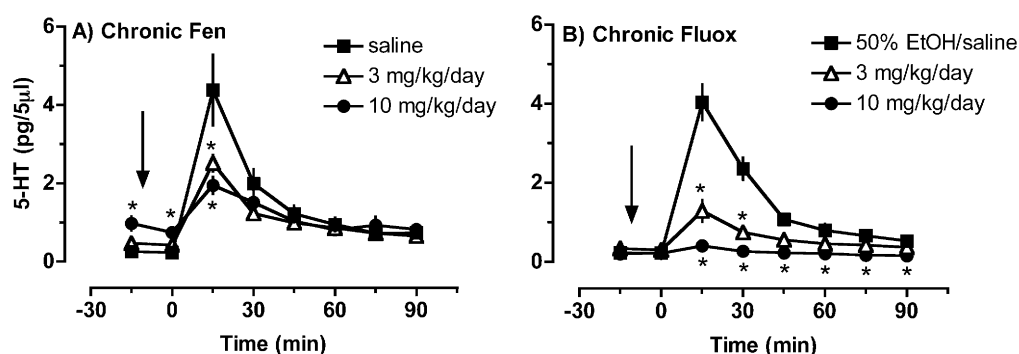 A) Chronic Fen
saline
3 mg/kg/day
10 mg/kg/day
5-HT (pg/5µl)
6
4
2
0
* * * *
-30 0 30 60 90
Time (min)
B) Chronic Fluox
50% EtOH/saline
3 mg/kg/day
10 mg/kg/day
6
4
2
0
* *
* * * * * *
-30 0 30 60 90
Time (min)